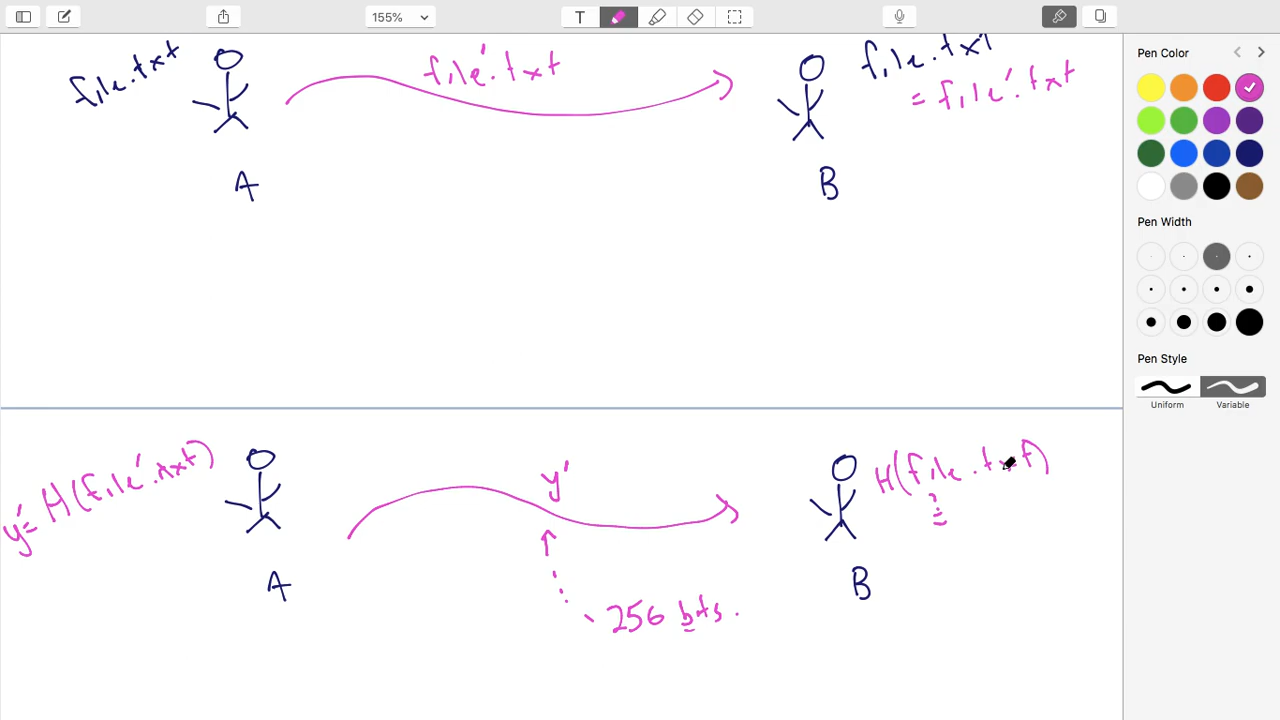 155%
T
Pen Color
Pen Width
Pen Style
Uniform
Variable
file.txt
file'.txt
file.txt
= file'.txt
A
B
y' = H(file'.txt)
y'
H(file.txt)
?
=
A
B
256 bits.